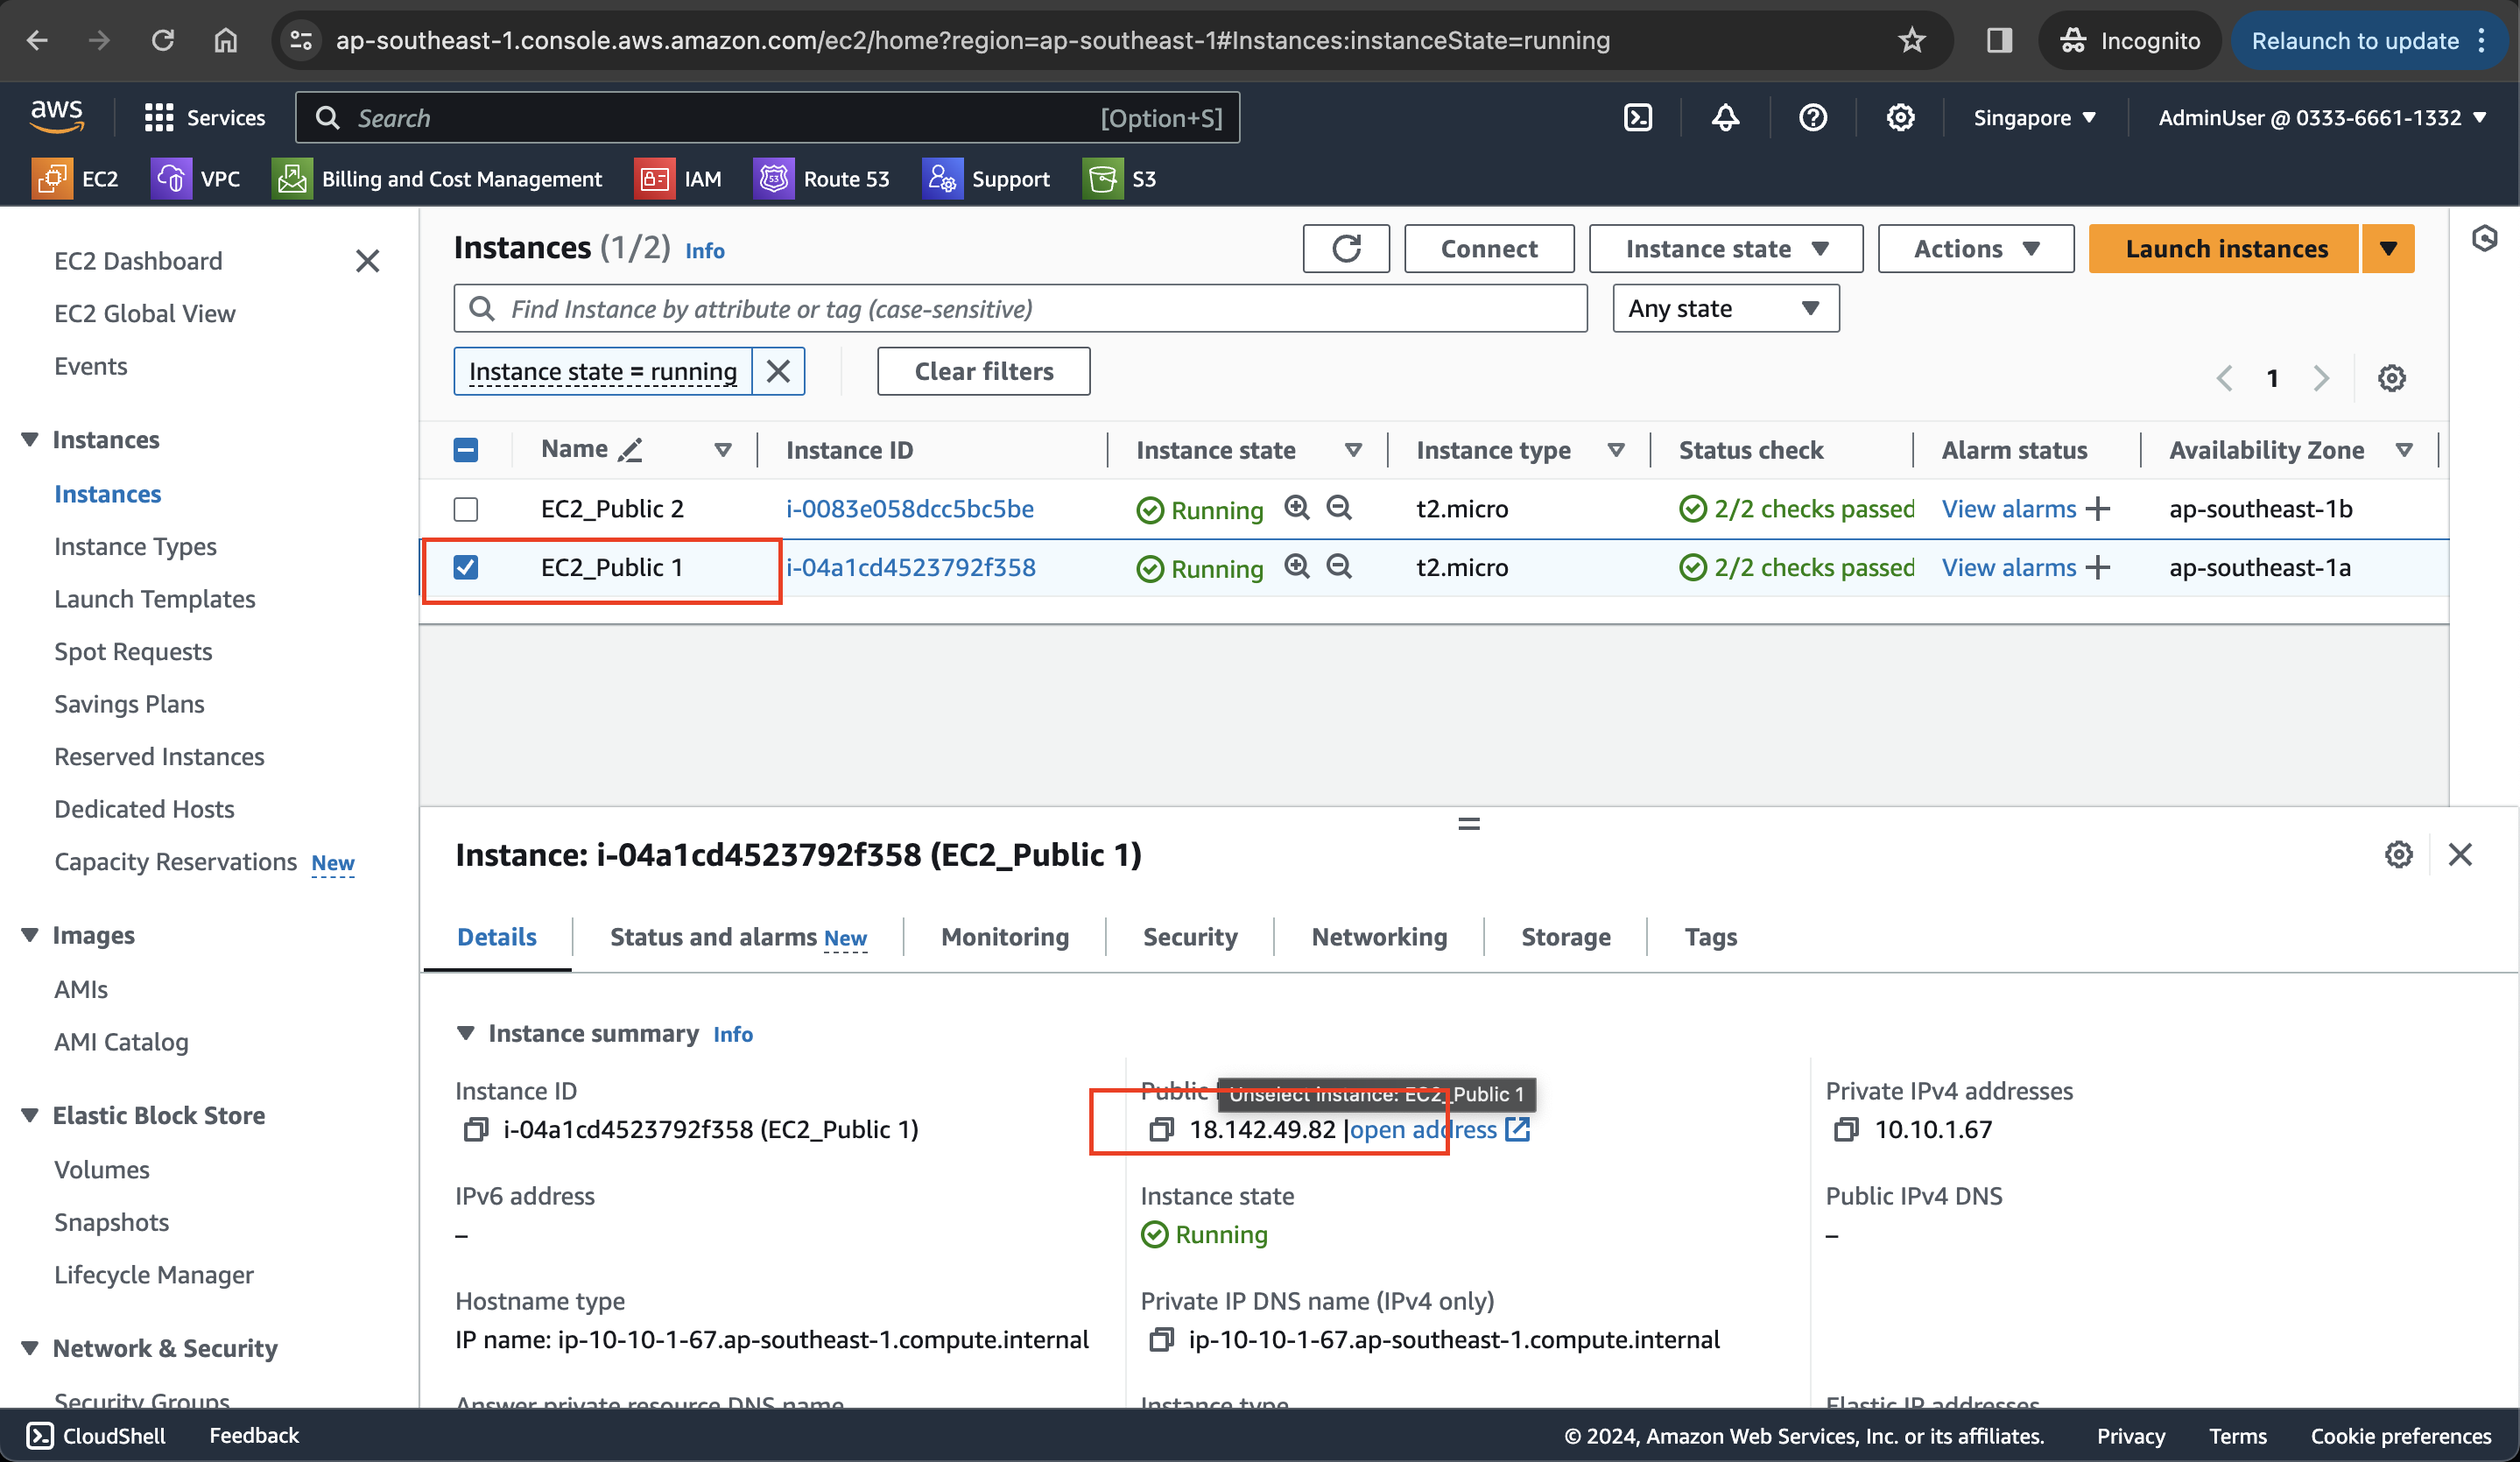 ap-southeast-1.console.aws.amazon.com/ec2/home?region=ap-southeast-1#Instances:instanceState=running
Incognito
Relaunch to update
aws
Services
Search
[Option+S]
Singapore
AdminUser @ 0333-6661-1332
EC2
VPC
Billing and Cost Management
IAM
53
Route 53
Support
S3
EC2 Dashboard
EC2 Global View
Events
Instances
Instances
Instance Types
Launch Templates
Spot Requests
Savings Plans
Reserved Instances
Dedicated Hosts
Capacity Reservations New
Images
AMIs
AMI Catalog
Elastic Block Store
Volumes
Snapshots
Lifecycle Manager
Network & Security
Security Groups
Instances (1/2) Info
Connect
Instance state
Actions
Launch instances
Find Instance by attribute or tag (case-sensitive)
Any state
Instance state = running
Clear filters
1
Name Instance ID Instance state Instance type Status check Alarm status Availability Zone
EC2_Public 2 i-0083e058dcc5bc5be Running t2.micro 2/2 checks passed View alarms ap-southeast-1b
EC2_Public 1 i-04a1cd4523792f358 Running t2.micro 2/2 checks passed View alarms ap-southeast-1a
Instance: i-04a1cd4523792f358 (EC2_Public 1)
Details Status and alarms New Monitoring Security Networking Storage Tags
Instance summary Info
Instance ID
i-04a1cd4523792f358 (EC2_Public 1)
Public
Unselect instance: EC2_Public 1
18.142.49.82 |open address
Private IPv4 addresses
10.10.1.67
IPv6 address
–
Instance state
Running
Public IPv4 DNS
–
Hostname type
IP name: ip-10-10-1-67.ap-southeast-1.compute.internal
Private IP DNS name (IPv4 only)
ip-10-10-1-67.ap-southeast-1.compute.internal
Answer private resource DNS name
Instance type
Elastic IP addresses
CloudShell Feedback
© 2024, Amazon Web Services, Inc. or its affiliates. Privacy Terms Cookie preferences